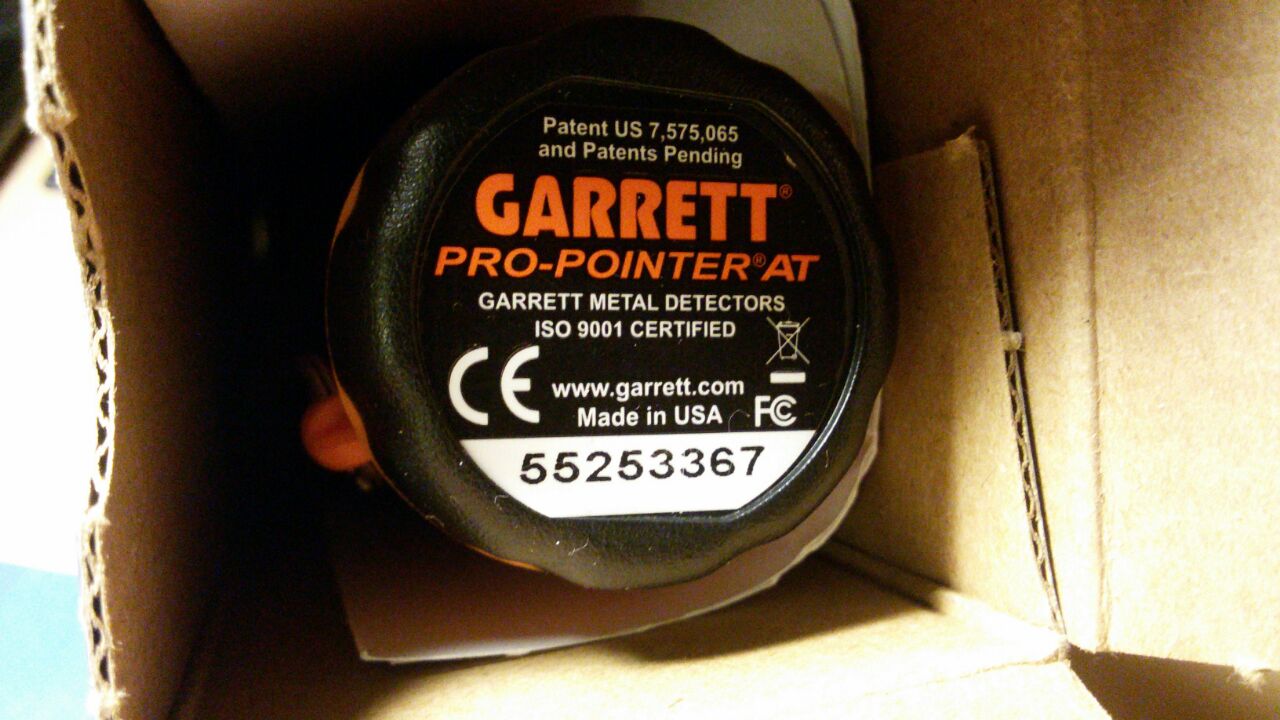 Patent US 7,575,065
and Patents Pending
GARRETT®
PRO-POINTER® AT
GARRETT METAL DETECTORS
ISO 9001 CERTIFIED
CE
www.garrett.com
Made in USA
FC
55253367